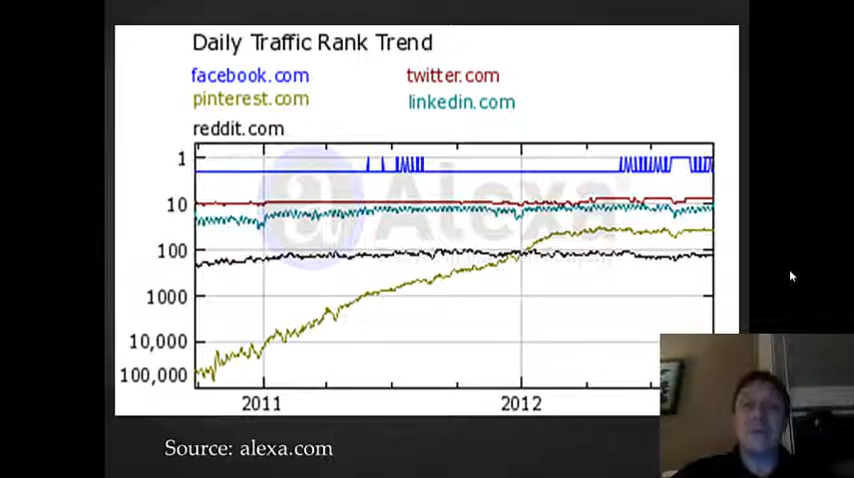 Daily Traffic Rank Trend
facebook.com twitter.com
pinterest.com linkedin.com
reddit.com
1
10
100
1000
10,000
100,000
Alexa
2011 2012
Source: alexa.com